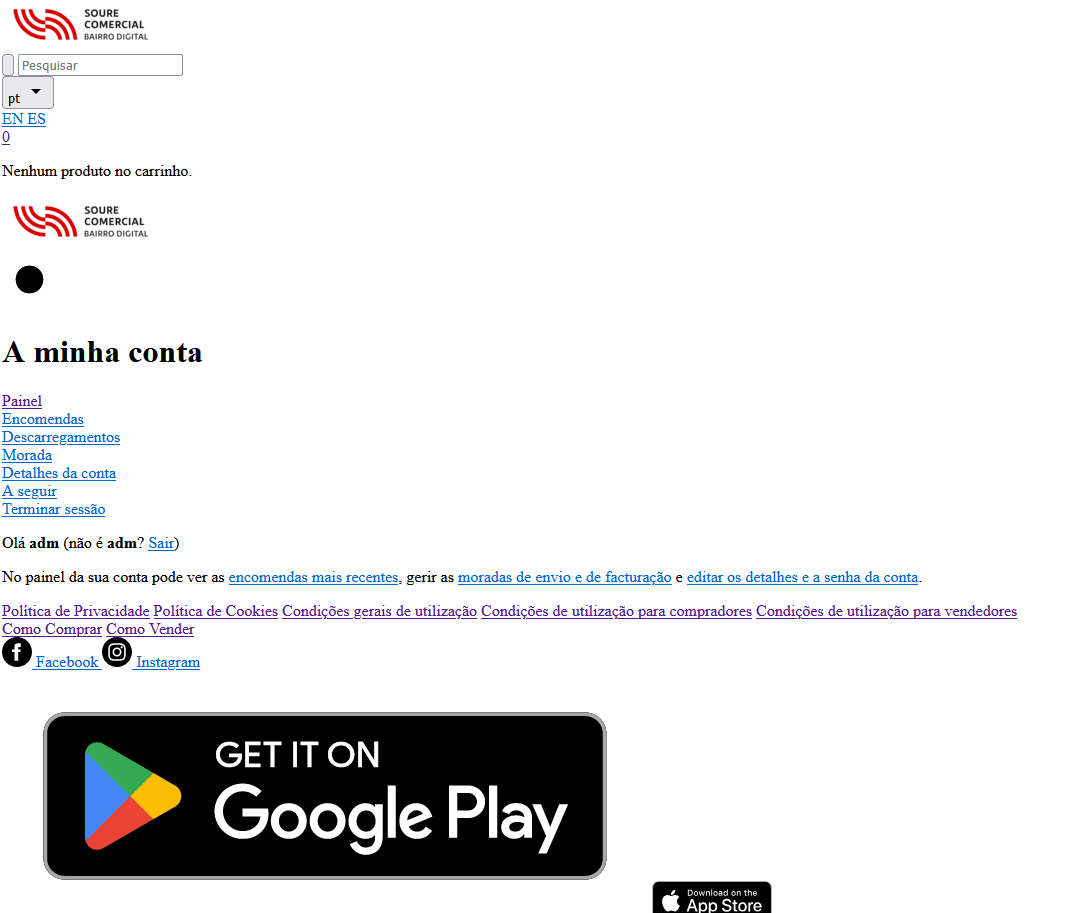 SOURE
COMERCIAL
BAIRRO DIGITAL
Pesquisar
pt
EN ES
0
Nenhum produto no carrinho.
SOURE
COMERCIAL
BAIRRO DIGITAL
A minha conta
Painel
Encomendas
Descarregamentos
Morada
Detalhes da conta
A seguir
Terminar sessão
Olá adm (não é adm? Sair)
No painel da sua conta pode ver as encomendas mais recentes, gerir as moradas de envio e de facturação e editar os detalhes e a senha da conta.
Política de Privacidade Política de Cookies Condições gerais de utilização Condições de utilização para compradores Condições de utilização para vendedores
Como Comprar Como Vender
Facebook Instagram
GET IT ON
Google Play
Download on the
App Store